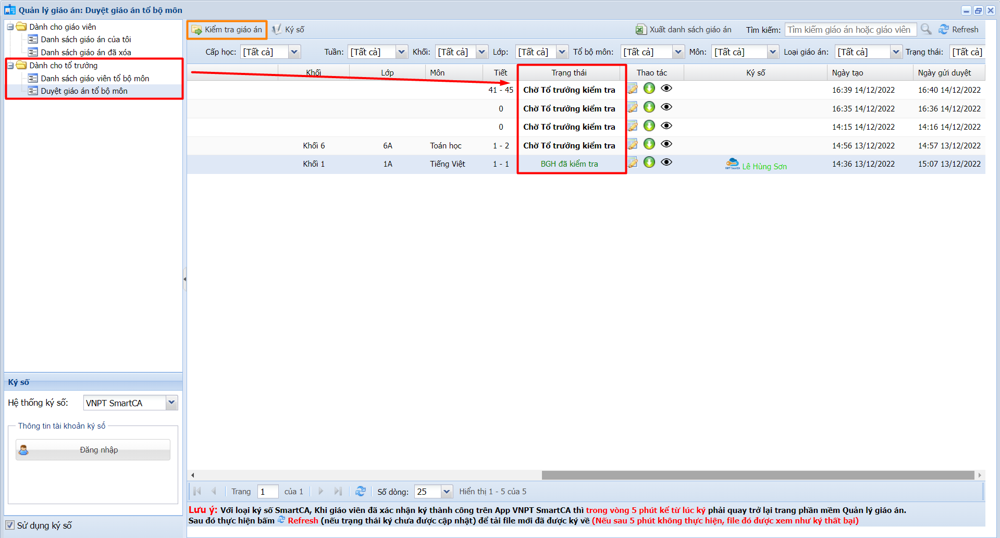 Quản lý giáo án: Duyệt giáo án tổ bộ môn
Dành cho giáo viên
Danh sách giáo án của tôi
Danh sách giáo án đã xóa
Dành cho tổ trưởng
Danh sách giáo viên tổ bộ môn
Duyệt giáo án tổ bộ môn
Kiểm tra giáo án Ký số Xuất danh sách giáo án Tìm kiếm: Tìm kiếm giáo án hoặc giáo viên Refresh
Cấp học: [Tất cả] Tuần: [Tất cả] Khối: [Tất cả] Lớp: [Tất cả] Tổ bộ môn: [Tất cả] Môn: [Tất cả] Loại giáo án: [Tất cả] Trạng thái: [Tất cả]
Khối Lớp Môn Tiết Trạng thái Thao tác Ký số Ngày tạo Ngày gửi duyệt
41 - 45 Chờ Tổ trưởng kiểm tra 16:39 14/12/2022 16:40 14/12/2022
0 Chờ Tổ trưởng kiểm tra 16:35 14/12/2022 16:36 14/12/2022
0 Chờ Tổ trưởng kiểm tra 14:15 14/12/2022 14:16 14/12/2022
Khối 6 6A Toán học 1 - 2 Chờ Tổ trưởng kiểm tra 14:56 13/12/2022 14:57 13/12/2022
Khối 1 1A Tiếng Việt 1 - 1 BGH đã kiểm tra VNPT SmartCA Lê Hùng Sơn 14:36 13/12/2022 15:07 13/12/2022
Ký số
Hệ thống ký số: VNPT SmartCA
Thông tin tài khoản ký số
Đăng nhập
Sử dụng ký số
Trang 1 của 1 Số dòng: 25 Hiển thị 1 - 5 của 5
Lưu ý: Với loại ký số SmartCA, Khi giáo viên đã xác nhận ký thành công trên App VNPT SmartCA thì trong vòng 5 phút kể từ lúc ký phải quay trở lại trang phần mềm Quản lý giáo án.
Sau đó thực hiện bấm Refresh (nếu trạng thái ký chưa được cập nhật) để tải file mới đã được ký về (Nếu sau 5 phút không thực hiện, file đó được xem như ký thất bại)